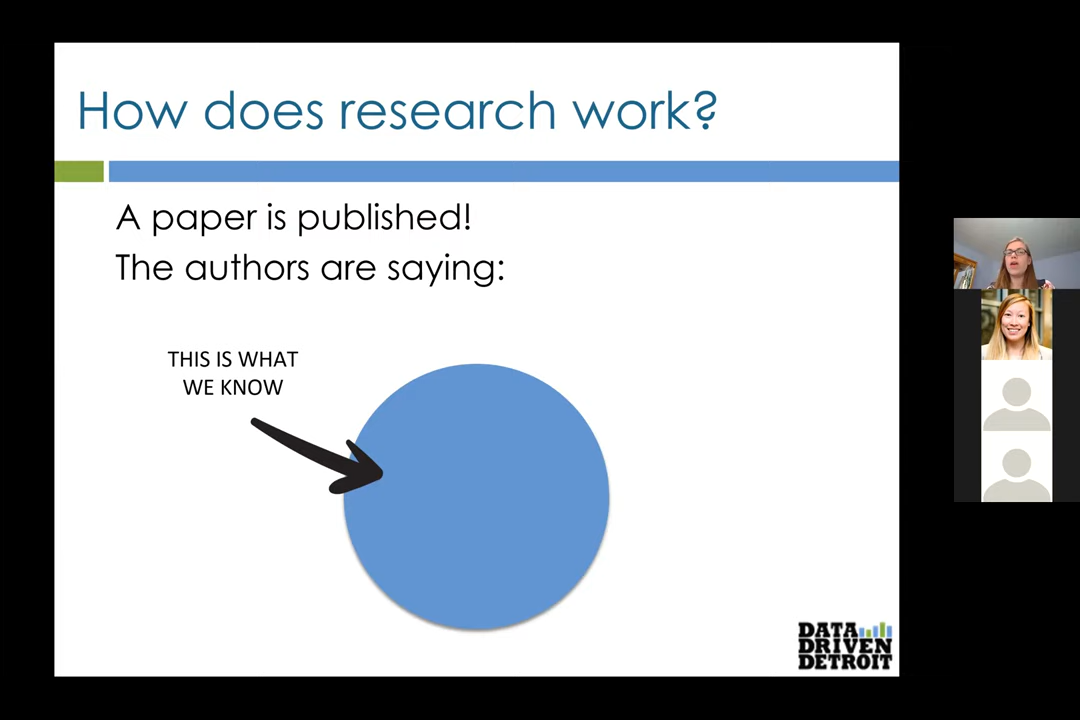 How does research work?
A paper is published!
The authors are saying:
THIS IS WHAT
WE KNOW
DATA
DRIVEN
DETROIT